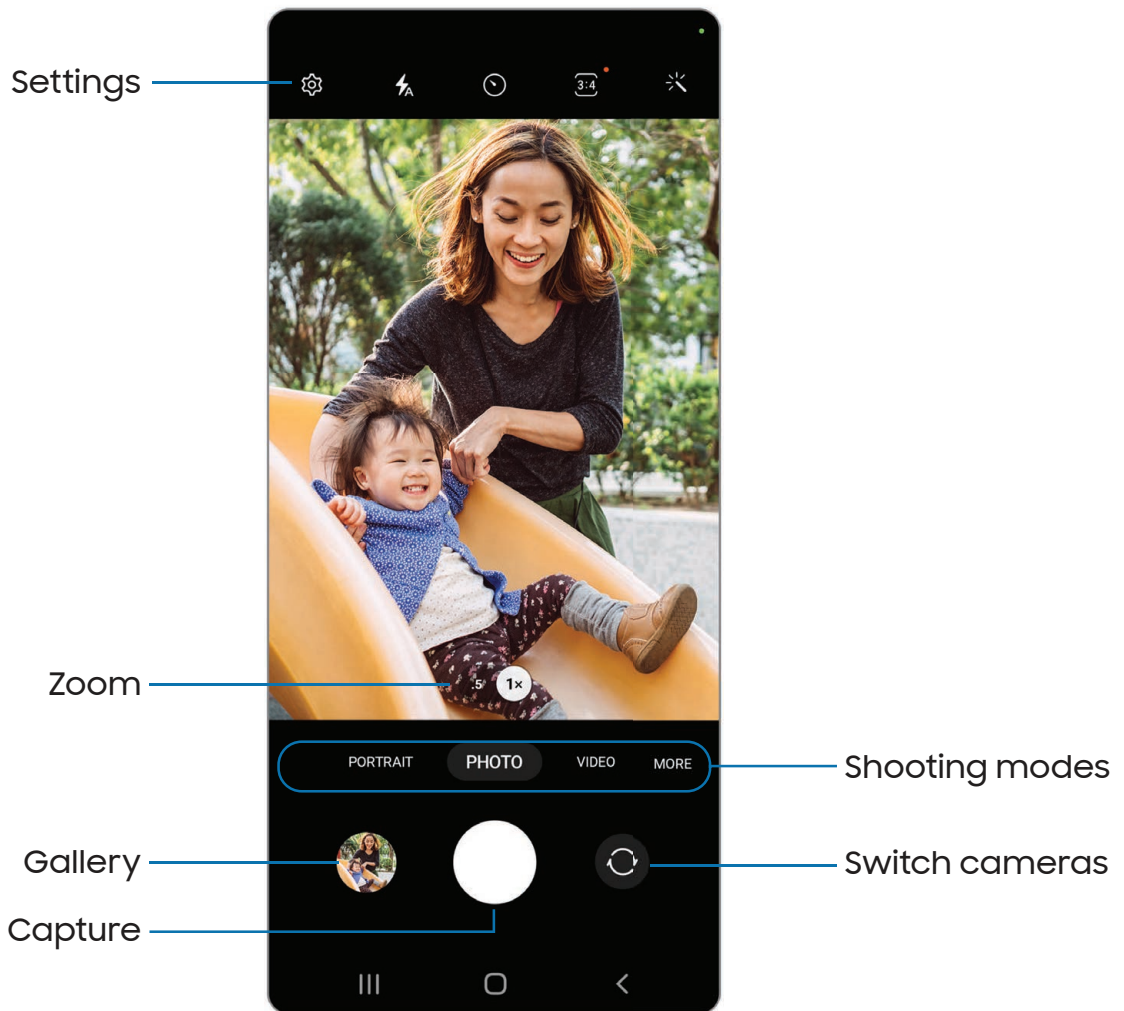 Settings
A
3:4
Zoom
.5
1×
PORTRAIT
PHOTO
VIDEO
MORE
Shooting modes
Gallery
Switch cameras
Capture